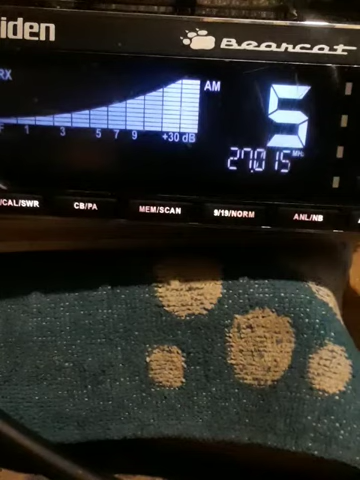 iden Bearcat
RX
AM
5
1 3 5 7 9 +30 dB
27.015 MHz
/CAL/SWR CB/PA MEM/SCAN 9/19/NORM ANL/NB